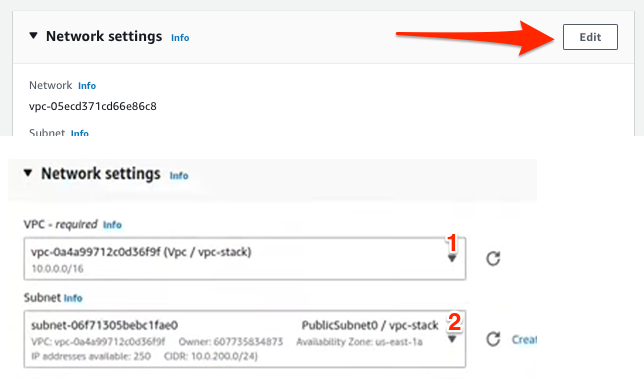 Network settings Info
Edit
Network Info
vpc-05ecd371cd66e86c8
Subnet Info
Network settings Info
VPC - required Info
1
vpc-0a4a99712c0d36f9f (Vpc / vpc-stack)
10.0.0.0/16
Subnet Info
2
subnet-06f71305bebc1fae0 PublicSubnet0 / vpc-stack
VPC: vpc-0a4a99712c0d36f9f Owner: 607735834873 Availability Zone: us-east-1a
Creat
IP addresses available: 250 CIDR: 10.0.200.0/24)